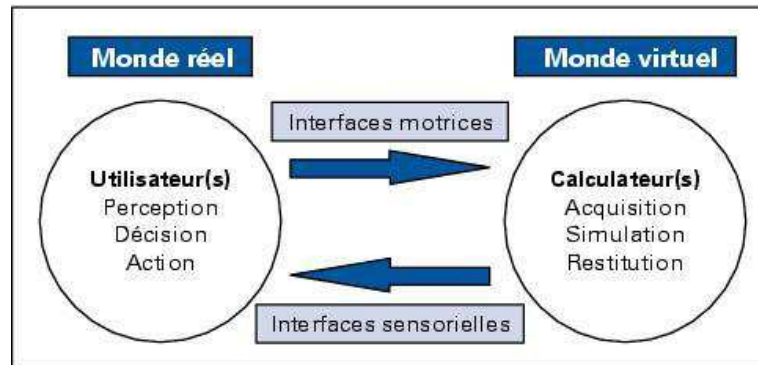 Monde réel
Monde virtuel
Interfaces motrices
Utilisateur(s)
Perception
Décision
Action
Calculateur(s)
Acquisition
Simulation
Restitution
Interfaces sensorielles